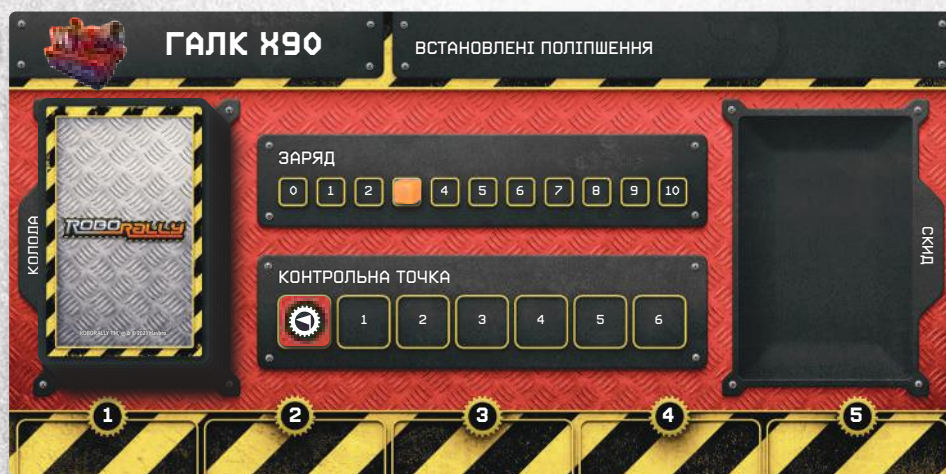 ГАЛК X90
ВСТАНОВЛЕНІ ПОЛІПШЕННЯ
ЗАРЯД
0 1 2 4 5 6 7 8 9 10
КОЛОДА
ROBORALLY
КОНТРОЛЬНА ТОЧКА
1 2 3 4 5 6
СКИД
1 2 3 4 5